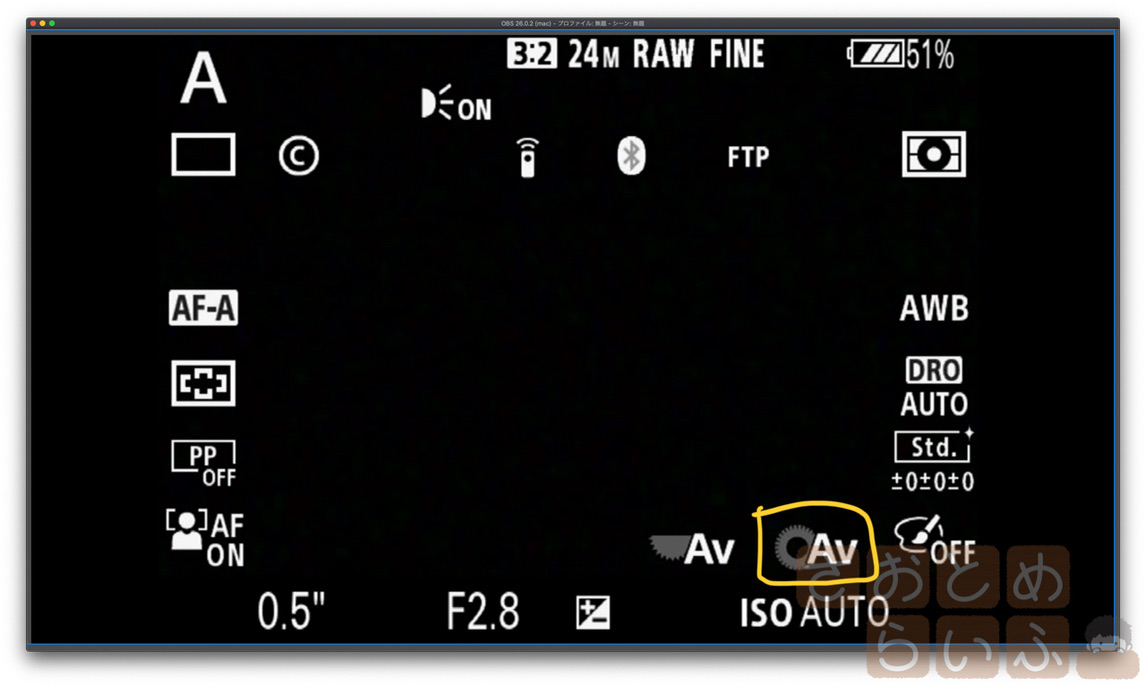 OBS 26.0.2 (mac) - プロファイル: 無題 - シーン: 無題
A
3:2 24M RAW FINE
51%
ON
C
FTP
AF-A
AWB
DRO
AUTO
PP
OFF
Std.
±0±0±0
AF
ON
Av
Av
OFF
0.5"
F2.8
ISO AUTO
さおとめ
らいふ